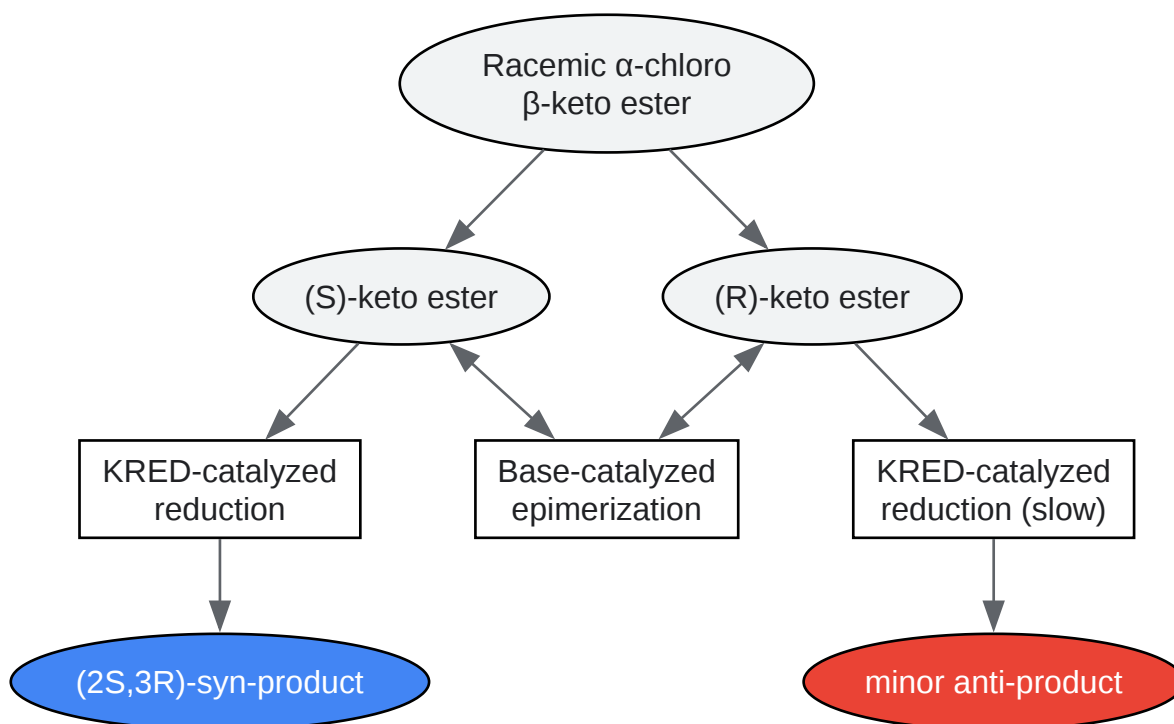 Racemic α-chloro
β-keto ester
(S)-keto ester
(R)-keto ester
KRED-catalyzed
reduction
Base-catalyzed
epimerization
KRED-catalyzed
reduction (slow)
(2S,3R)-syn-product
minor anti-product